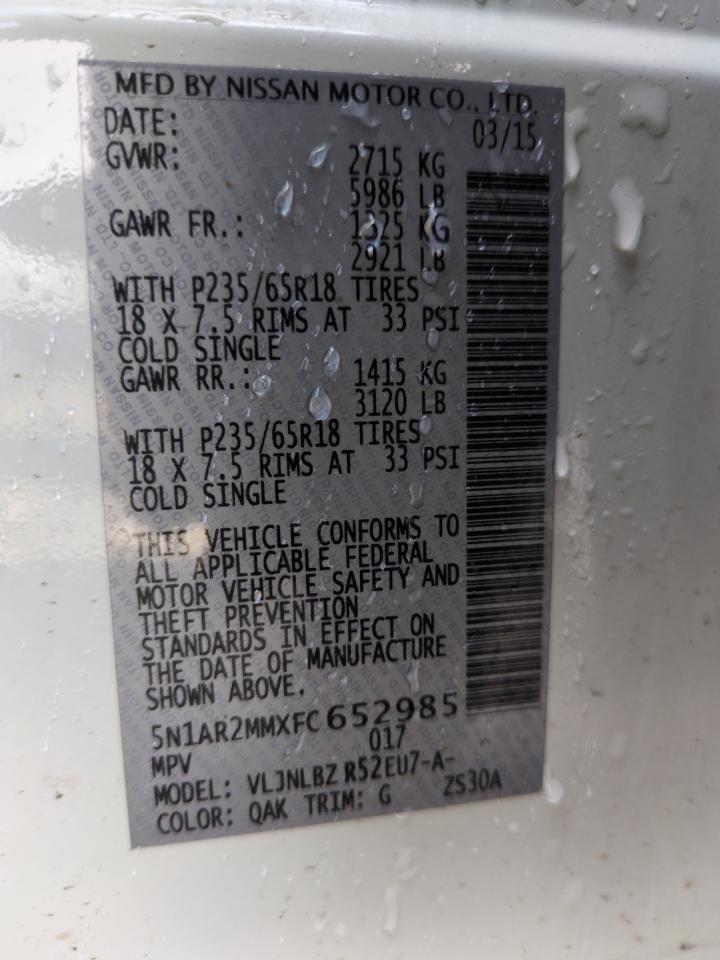 MFD BY NISSAN MOTOR CO., LTD.
DATE: 03/15
GVWR: 2715 KG
5986 LB
GAWR FR.: 1325 KG
2921 LB
WITH P235/65R18 TIRES
18 X 7.5 RIMS AT 33 PSI
COLD SINGLE
GAWR RR.: 1415 KG
3120 LB
WITH P235/65R18 TIRES
18 X 7.5 RIMS AT 33 PSI
COLD SINGLE
THIS VEHICLE CONFORMS TO
ALL APPLICABLE FEDERAL
MOTOR VEHICLE SAFETY AND
THEFT PREVENTION
STANDARDS IN EFFECT ON
THE DATE OF MANUFACTURE
SHOWN ABOVE.
5N1AR2MMXFC652985
MPV 017
MODEL: VLJNLBZ R52EU7-A-
COLOR: QAK TRIM: G ZS30A